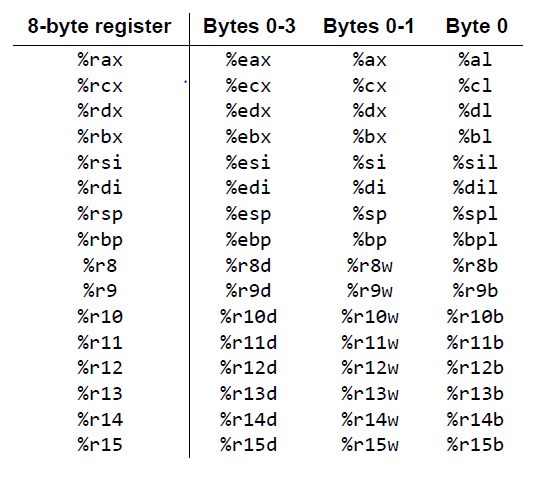 8-byte register Bytes 0-3 Bytes 0-1 Byte 0
%rax %eax %ax %al
%rcx %ecx %cx %cl
%rdx %edx %dx %dl
%rbx %ebx %bx %bl
%rsi %esi %si %sil
%rdi %edi %di %dil
%rsp %esp %sp %spl
%rbp %ebp %bp %bpl
%r8 %r8d %r8w %r8b
%r9 %r9d %r9w %r9b
%r10 %r10d %r10w %r10b
%r11 %r11d %r11w %r11b
%r12 %r12d %r12w %r12b
%r13 %r13d %r13w %r13b
%r14 %r14d %r14w %r14b
%r15 %r15d %r15w %r15b